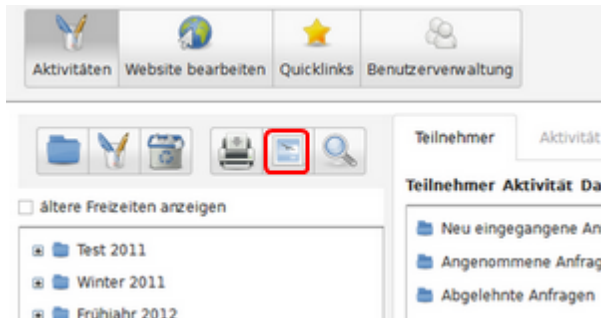 Aktivitäten Website bearbeiten Quicklinks Benutzerverwaltung
Teilnehmer Aktivität
Teilnehmer Aktivität Da
ältere Freizeiten anzeigen
Neu eingegangene An
Test 2011
Angenommene Anfrag
Winter 2011
Abgelehnte Anfragen
Frühjahr 2012